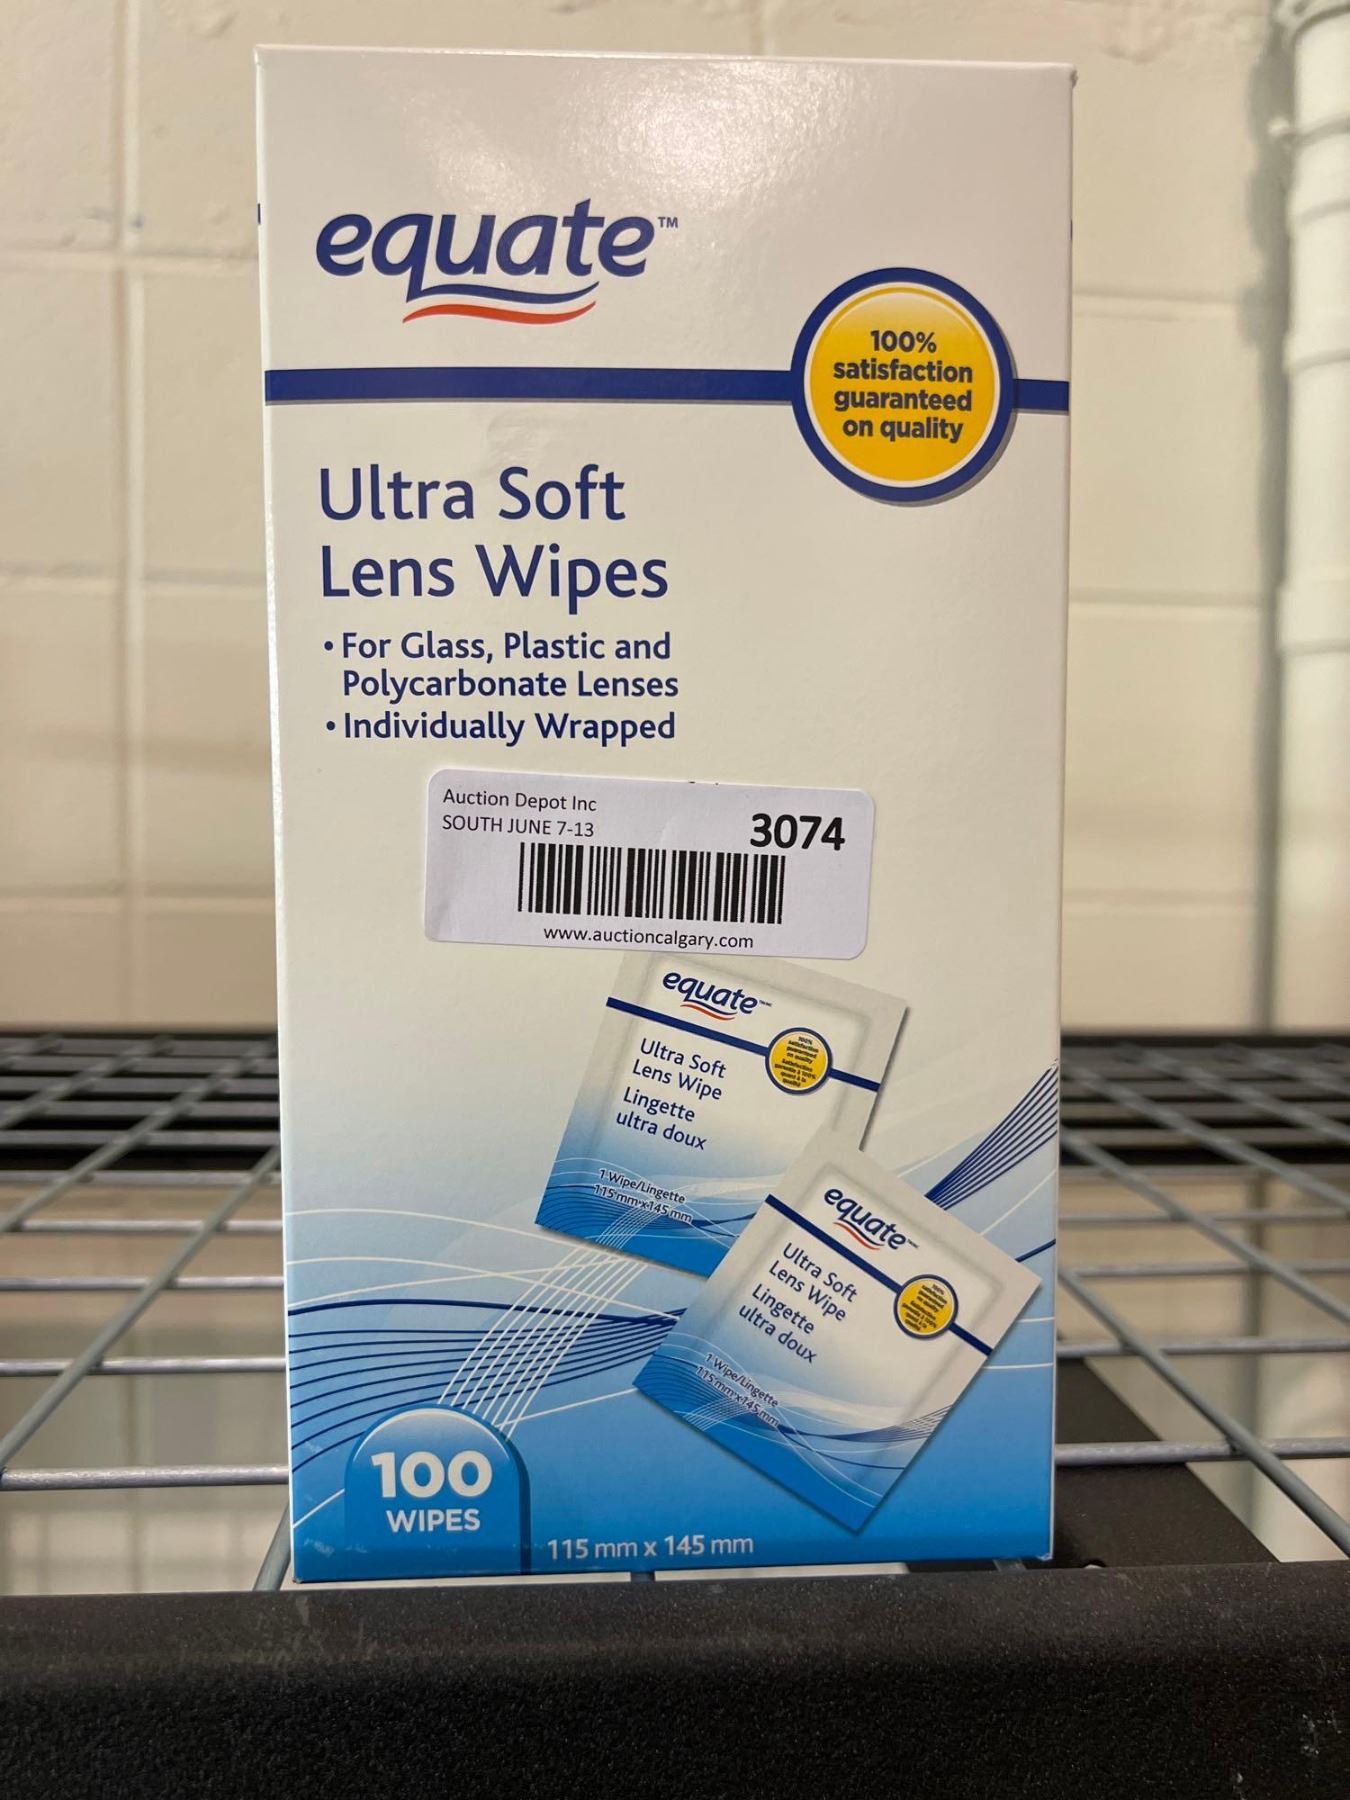 equate™
100%
satisfaction
guaranteed
on quality
Ultra Soft
Lens Wipes
• For Glass, Plastic and
Polycarbonate Lenses
• Individually Wrapped
Auction Depot Inc
SOUTH JUNE 7-13
3074
www.auctioncalgary.com
equate
Ultra Soft
Lens Wipe
Lingette
ultra doux
1 Wipe/Lingette
115 mm x 145 mm
equate
Ultra Soft
Lens Wipe
Lingette
ultra doux
1 Wipe/Lingette
115 mm x 145 mm
100
WIPES
115 mm x 145 mm